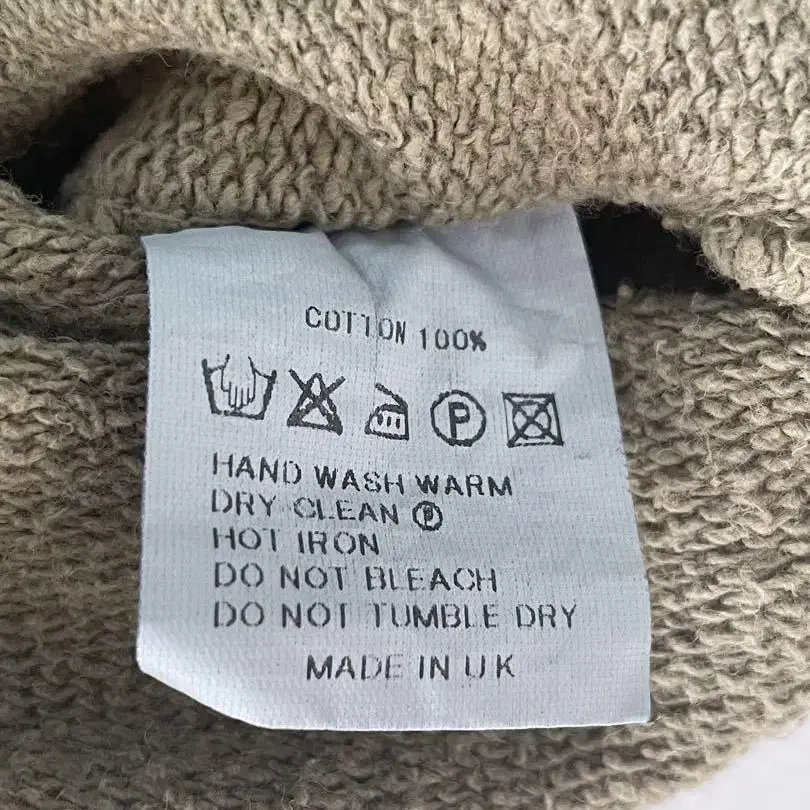 COTTON 100%
P
HAND WASH WARM
DRY CLEAN Ⓟ
HOT IRON
DO NOT BLEACH
DO NOT TUMBLE DRY
MADE IN UK